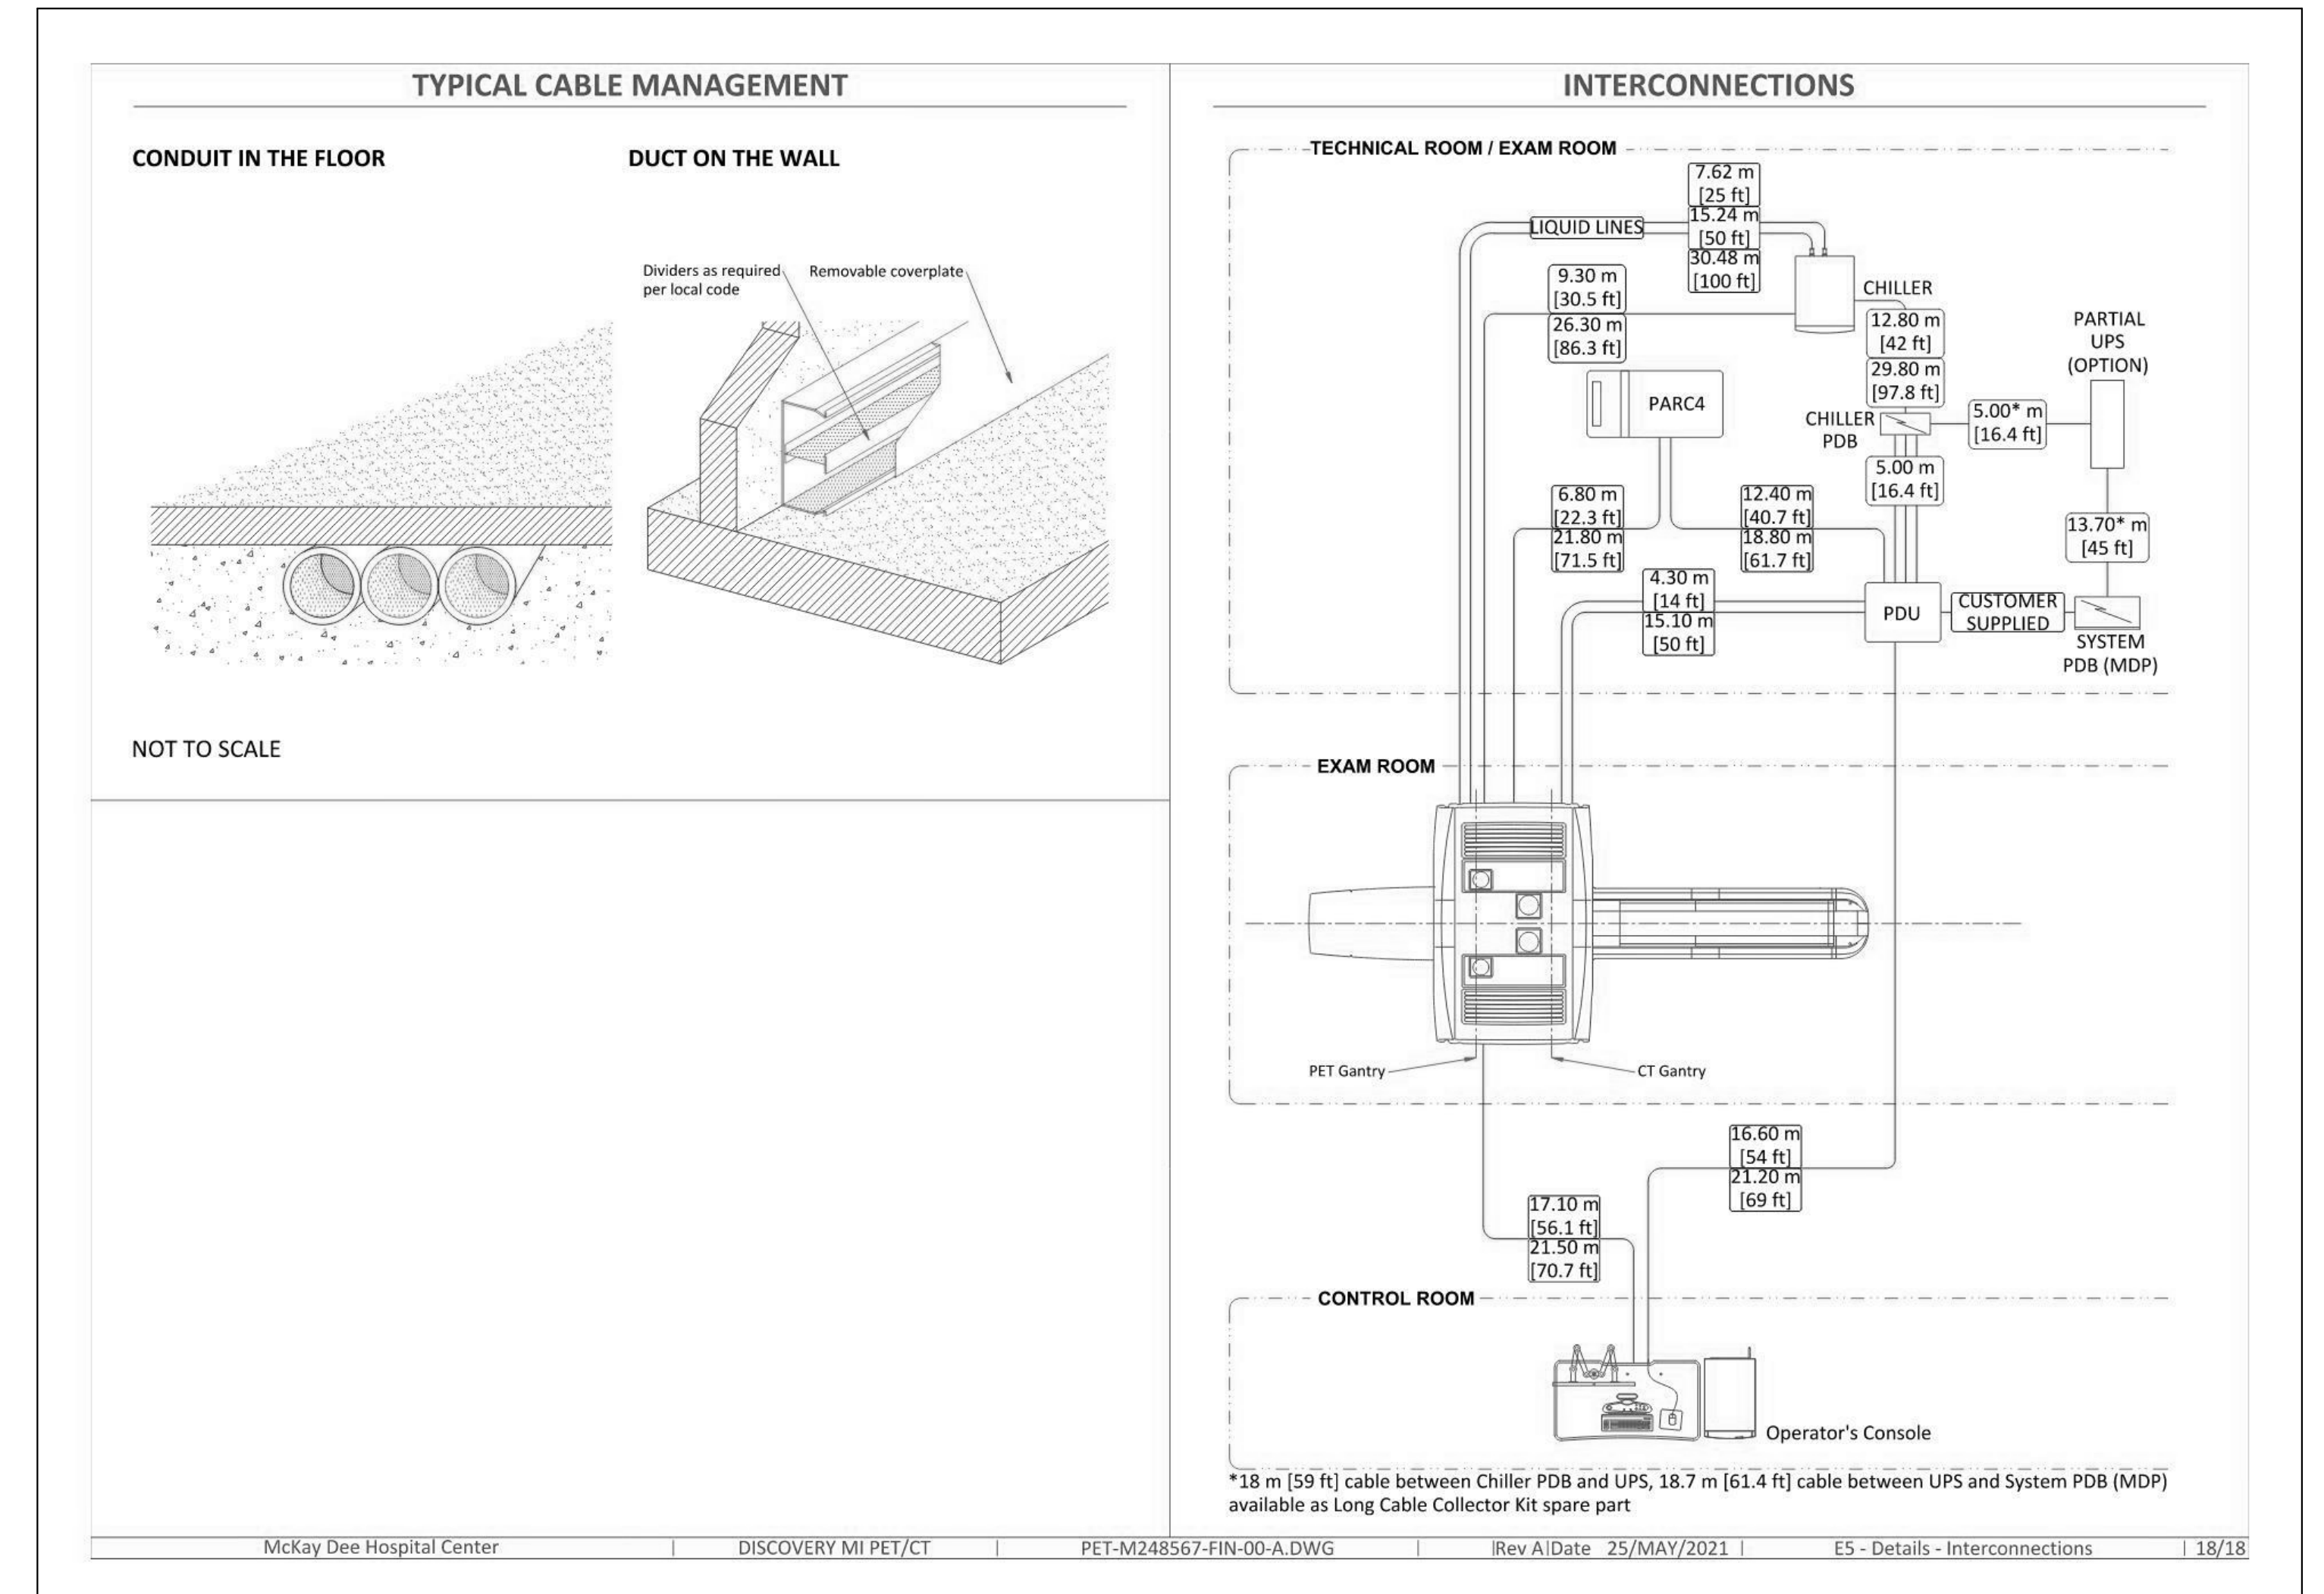 TYPICAL CABLE MANAGEMENT
CONDUIT IN THE FLOOR
DUCT ON THE WALL
Dividers as required
per local code
Removable coverplate
NOT TO SCALE
INTERCONNECTIONS
TECHNICAL ROOM / EXAM ROOM
7.62 m
[25 ft]
15.24 m
[50 ft]
30.48 m
[100 ft]
LIQUID LINES
9.30 m
[30.5 ft]
26.30 m
[86.3 ft]
CHILLER
12.80 m
[42 ft]
29.80 m
[97.8 ft]
PARTIAL
UPS
(OPTION)
PARC4
CHILLER
PDB
5.00* m
[16.4 ft]
5.00 m
[16.4 ft]
6.80 m
[22.3 ft]
21.80 m
[71.5 ft]
12.40 m
[40.7 ft]
18.80 m
[61.7 ft]
13.70* m
[45 ft]
4.30 m
[14 ft]
15.10 m
[50 ft]
PDU
CUSTOMER
SUPPLIED
SYSTEM
PDB (MDP)
EXAM ROOM
PET Gantry
CT Gantry
16.60 m
[54 ft]
21.20 m
[69 ft]
17.10 m
[56.1 ft]
21.50 m
[70.7 ft]
CONTROL ROOM
Operator's Console
*18 m [59 ft] cable between Chiller PDB and UPS, 18.7 m [61.4 ft] cable between UPS and System PDB (MDP)
available as Long Cable Collector Kit spare part
McKay Dee Hospital Center | DISCOVERY MI PET/CT | PET-M248567-FIN-00-A.DWG | |Rev A|Date 25/MAY/2021 | E5 - Details - Interconnections | 18/18